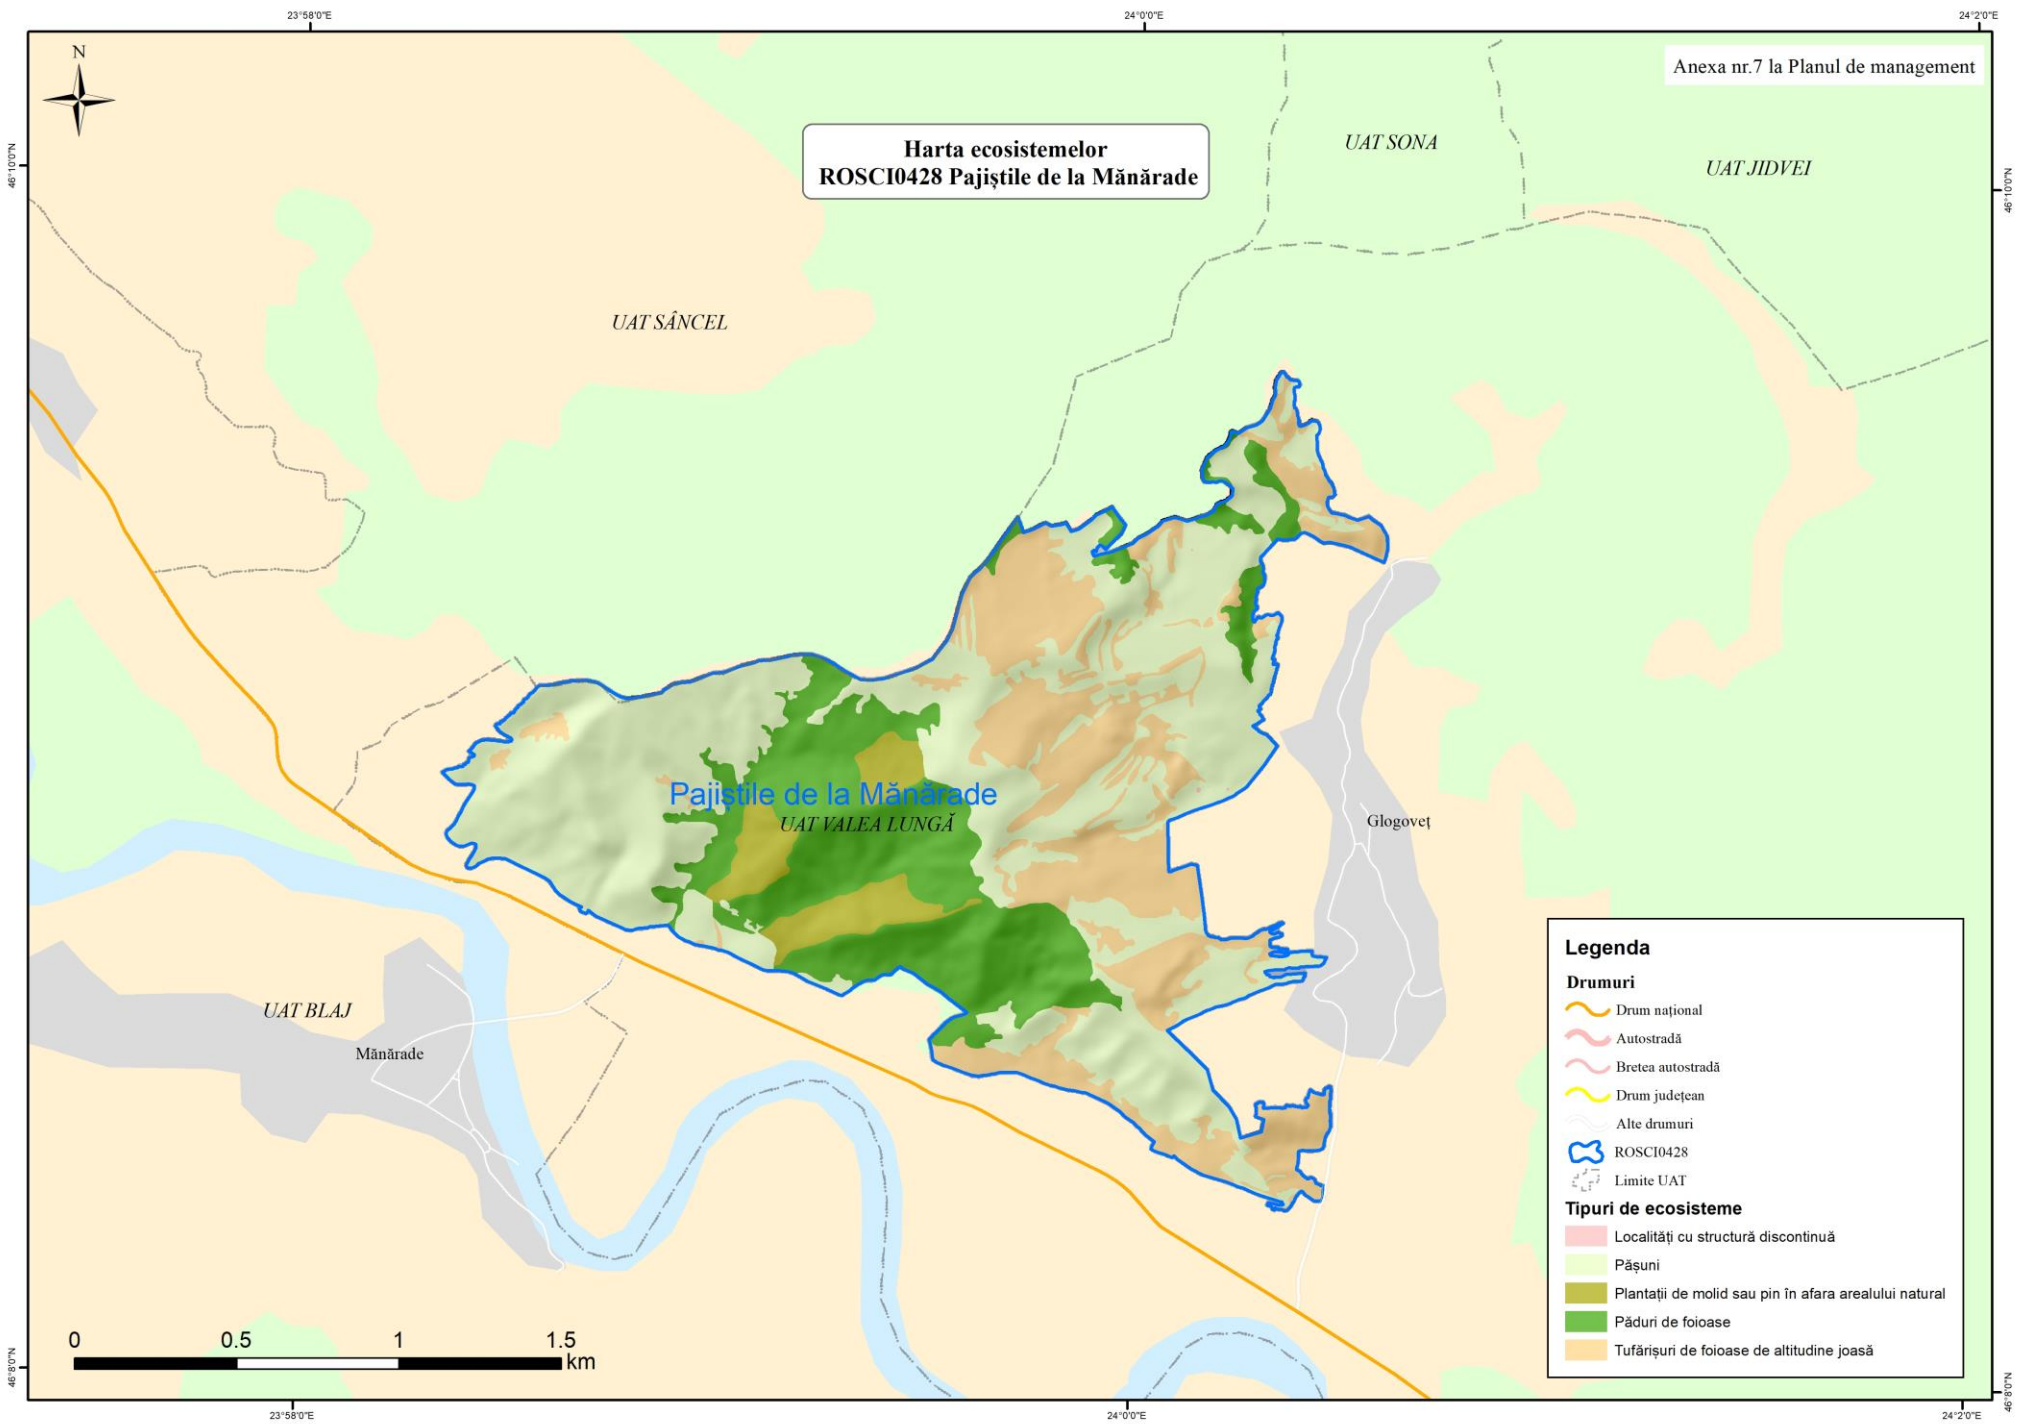 23°58'0"E
24°0'0"E
24°2'0"E
N
Anexa nr.7 la Planul de management
Harta ecosistemelor
ROSCI0428 Pajiștile de la Mănărade
UAT SONA
UAT JIDVEI
46°10'0"N
46°10'0"N
UAT SÂNCEL
Pajiștile de la Mănărade
UAT VALEA LUNGĂ
Glogoveț
UAT BLAJ
Mănărade
Legenda
Drumuri
Drum național
Autostradă
Bretea autostradă
Drum județean
Alte drumuri
ROSCI0428
Limite UAT
Tipuri de ecosisteme
Localități cu structură discontinuă
Pășuni
Plantații de molid sau pin în afara arealului natural
Păduri de foioase
Tufărișuri de foioase de altitudine joasă
0 0.5 1 1.5
km
46°8'0"N
46°8'0"N
23°58'0"E
24°0'0"E
24°2'0"E